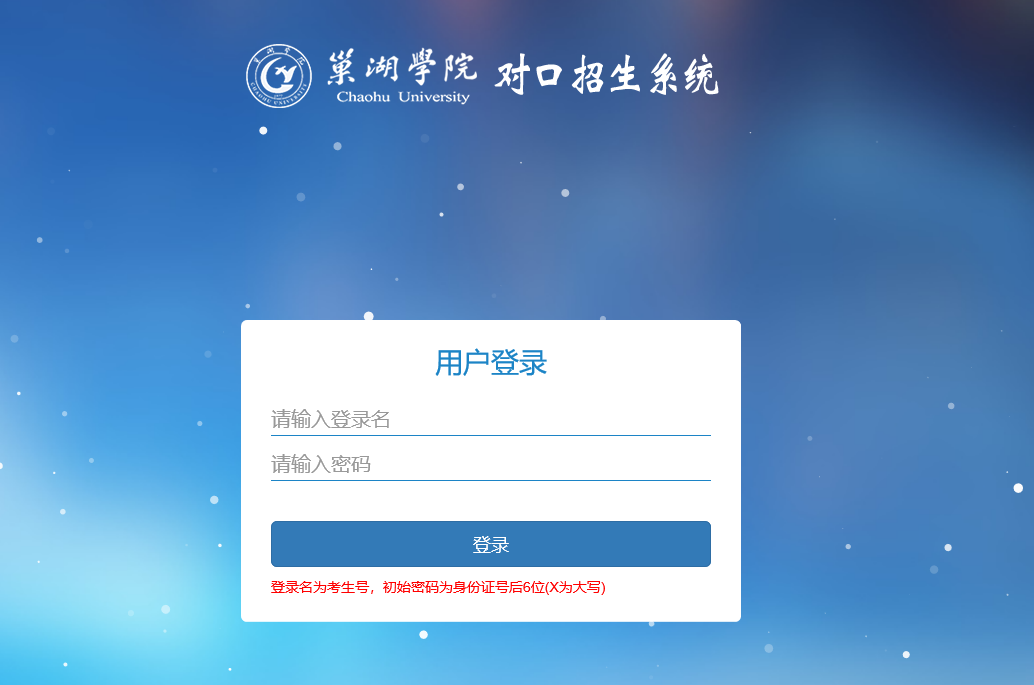 巢湖學院 对口招生系统
Chaohu University
用户登录
请输入登录名
请输入密码
登录
登录名为考生号，初始密码为身份证号后6位(X为大写)